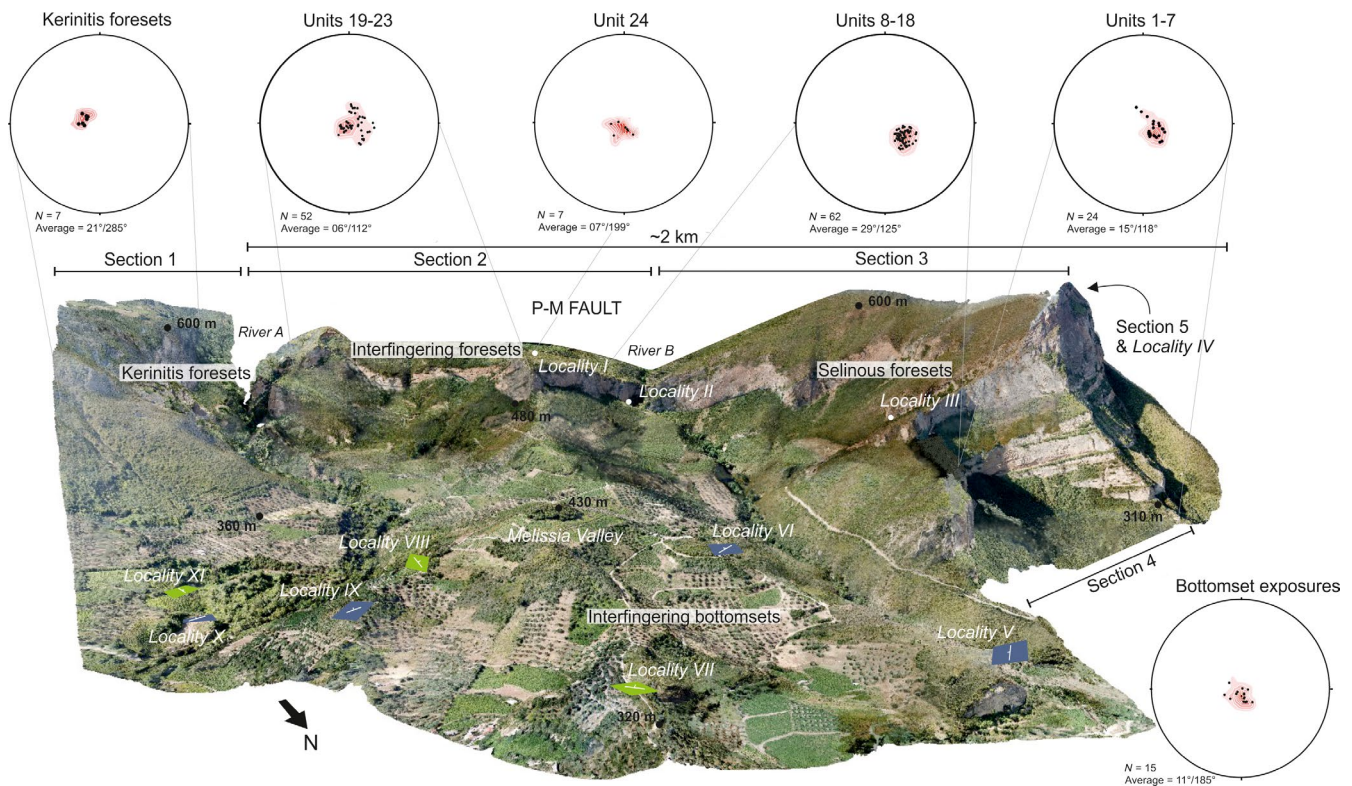 Kerinitis foresets
Units 19-23
Unit 24
Units 8-18
Units 1-7
N = 7
Average = 21°/285°
N = 52
Average = 06°/112°
N = 7
Average = 07°/199°
N = 62
Average = 29°/125°
N = 24
Average = 15°/118°
~2 km
Section 1
Section 2
Section 3
P-M FAULT
600 m
River A
Interfingering foresets
River B
600 m
Section 5
& Locality IV
Kerinitis foresets
Locality I
Selinous foresets
Locality II
Locality III
480 m
360 m
430 m
310 m
Locality VIII
Melissia Valley
Locality VI
Section 4
Locality XI
Locality IX
Bottomset exposures
Interfingering bottomsets
Locality X
Locality V
Locality VII
320 m
N
N = 15
Average = 11°/185°